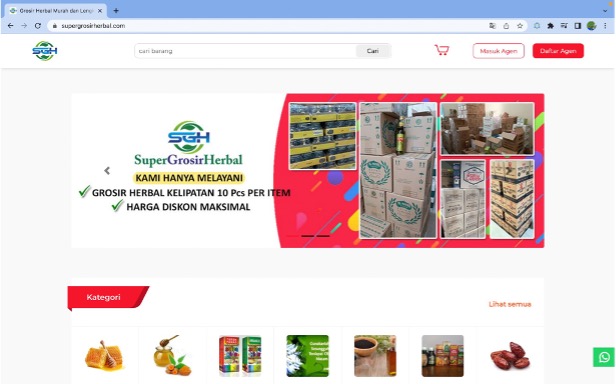 Grosir Herbal Murah dan Lengk
supergrosirherbal.com
SGH
cari barang
Cari
Masuk Agen
Daftar Agen
SGH
SuperGrosirHerbal
KAMI HANYA MELAYANI
GROSIR HERBAL KELIPATAN 10 Pcs PER ITEM
HARGA DISKON MAKSIMAL
Kategori
Lihat semua